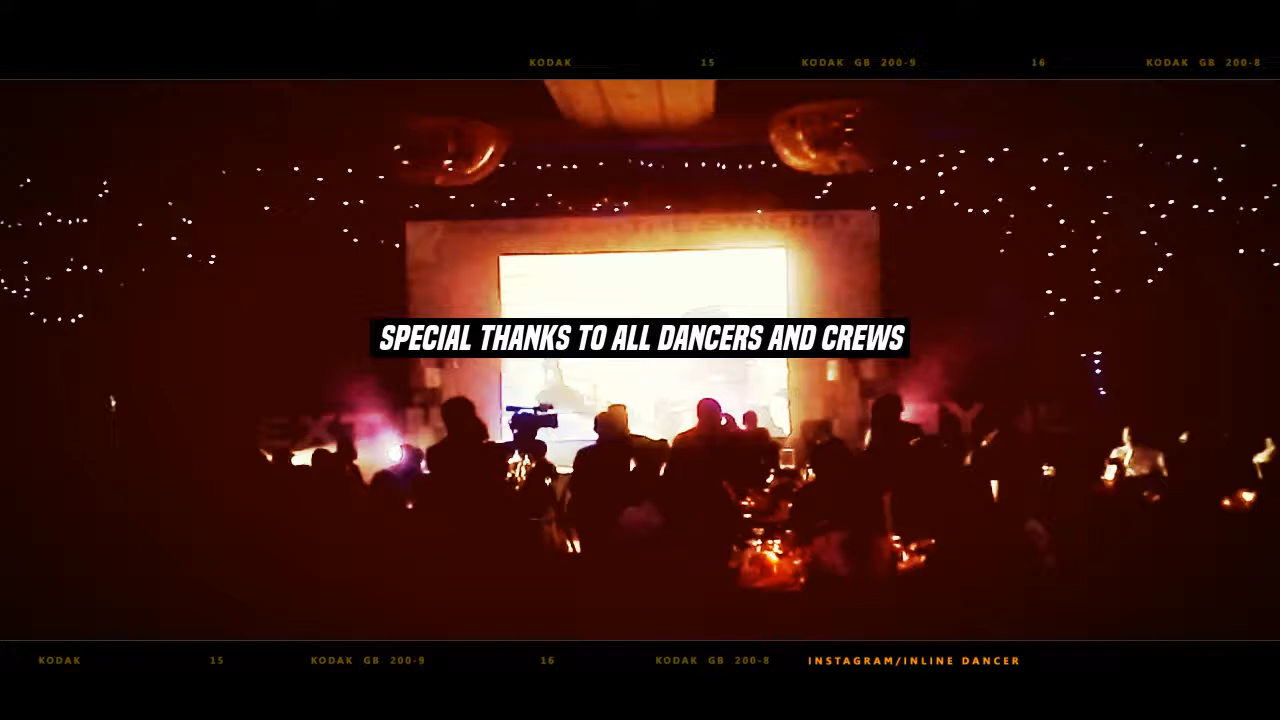 KODAK 15 KODAK GB 200-9 16 KODAK GB 200-8
SPECIAL THANKS TO ALL DANCERS AND CREWS
KODAK 15 KODAK GB 200-9 16 KODAK GB 200-8 INSTAGRAM/INLINE DANCER